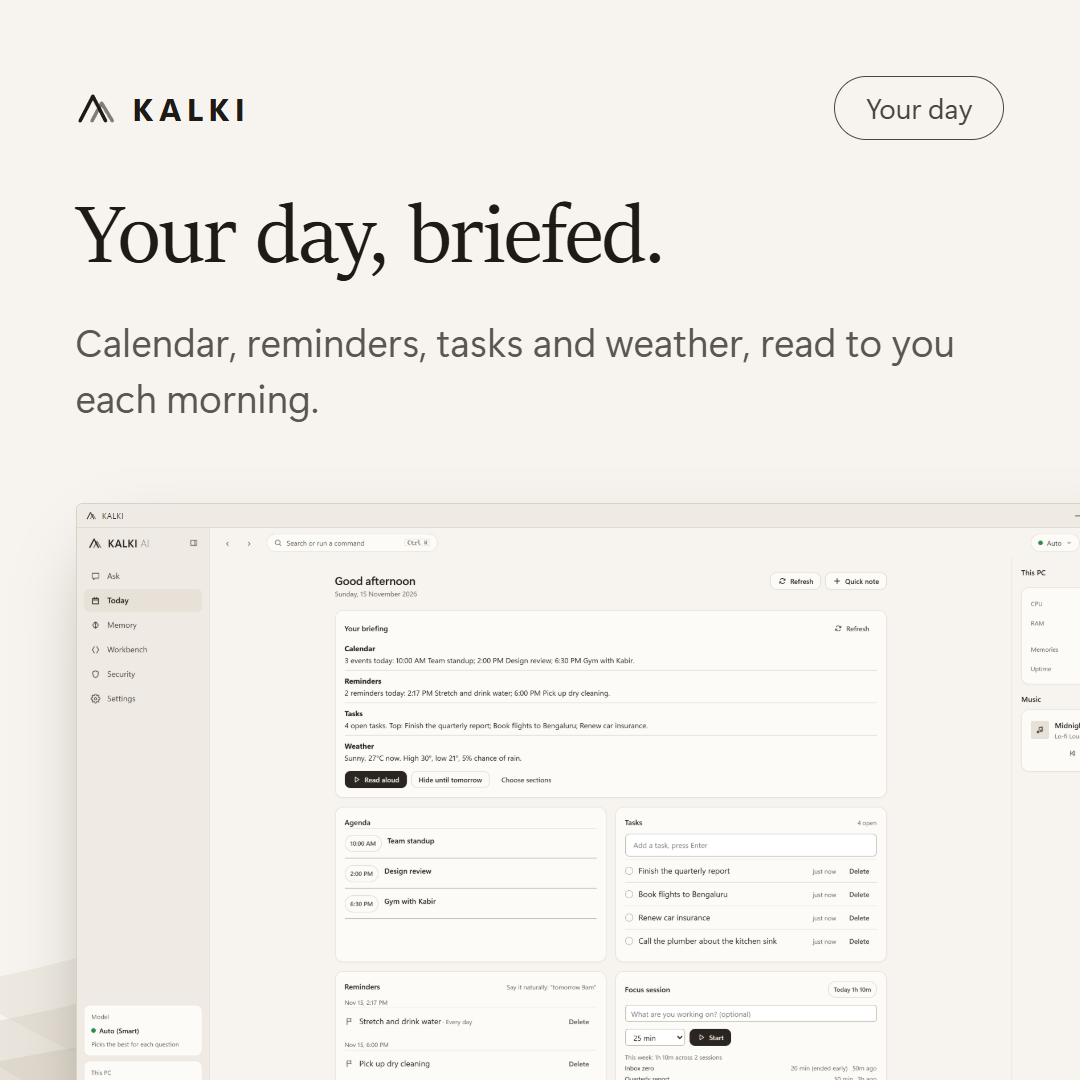 KALKI
Your day
Your day, briefed.
Calendar, reminders, tasks and weather, read to you
each morning.
KALKI
KALKI AI
Search or run a command
Ctrl K
Auto
Ask
Today
Memory
Workbench
Security
Settings
Good afternoon
Sunday, 15 November 2026
Refresh
Quick note
Your briefing
Refresh
Calendar
3 events today: 10:00 AM Team standup; 2:00 PM Design review; 6:30 PM Gym with Kabir.
Reminders
2 reminders today: 2:17 PM Stretch and drink water; 6:00 PM Pick up dry cleaning.
Tasks
4 open tasks. Top: Finish the quarterly report; Book flights to Bengaluru; Renew car insurance.
Weather
Sunny. 27°C now. High 30°, low 21°, 5% chance of rain.
Read aloud
Hide until tomorrow
Choose sections
Agenda
10:00 AM Team standup
2:00 PM Design review
6:30 PM Gym with Kabir
Tasks
4 open
Add a task, press Enter
Finish the quarterly report just now Delete
Book flights to Bengaluru just now Delete
Renew car insurance just now Delete
Call the plumber about the kitchen sink just now Delete
Reminders
Say it naturally: "tomorrow 9am"
Nov 15, 2:17 PM
Stretch and drink water · Every day Delete
Nov 15, 6:00 PM
Pick up dry cleaning Delete
Focus session
Today 1h 10m
What are you working on? (optional)
25 min
Start
This week: 1h 10m across 2 sessions
Inbox zero 20 min (ended early) · 50m ago
Quarterly report 50 min · 2h ago
This PC
CPU
RAM
Memories
Uptime
Music
Lo-fi
Model
Auto (Smart)
Picks the best for each question
This PC